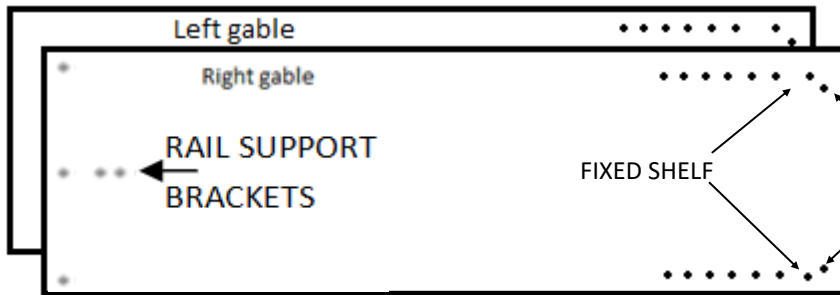 Left gable
Right gable
RAIL SUPPORT
BRACKETS
FIXED SHELF